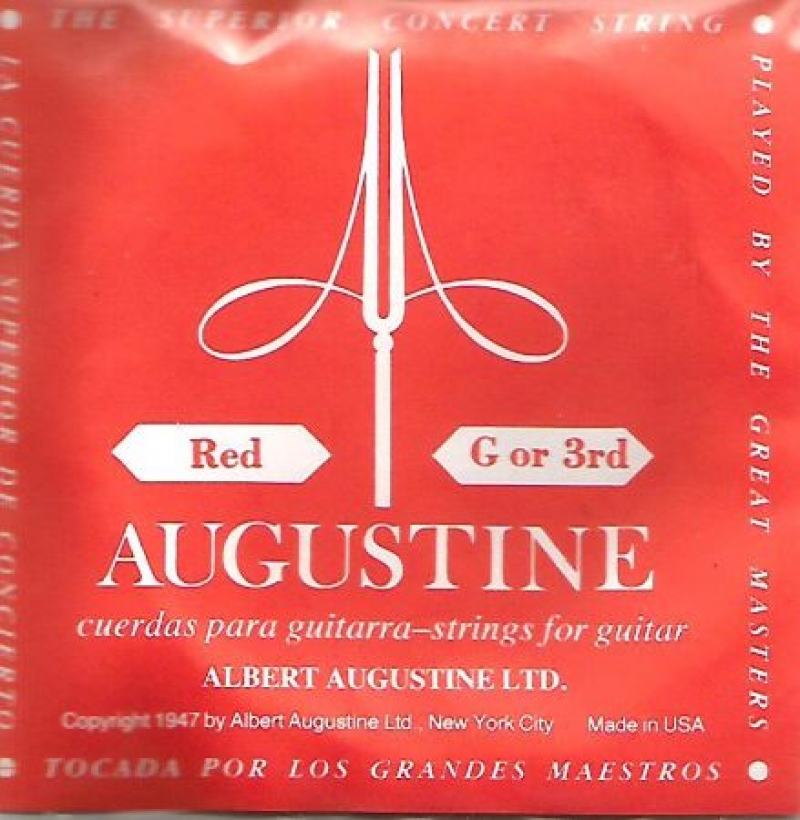 THE SUPERIOR CONCERT STRING
PLAYED BY THE GREAT MASTERS
LA CUERDA SUPERIOR DE CONCIERTO
Red
G or 3rd
AUGUSTINE
cuerdas para guitarra–strings for guitar
ALBERT AUGUSTINE LTD.
Copyright 1947 by Albert Augustine Ltd., New York City
Made in USA
TOCADA POR LOS GRANDES MAESTROS